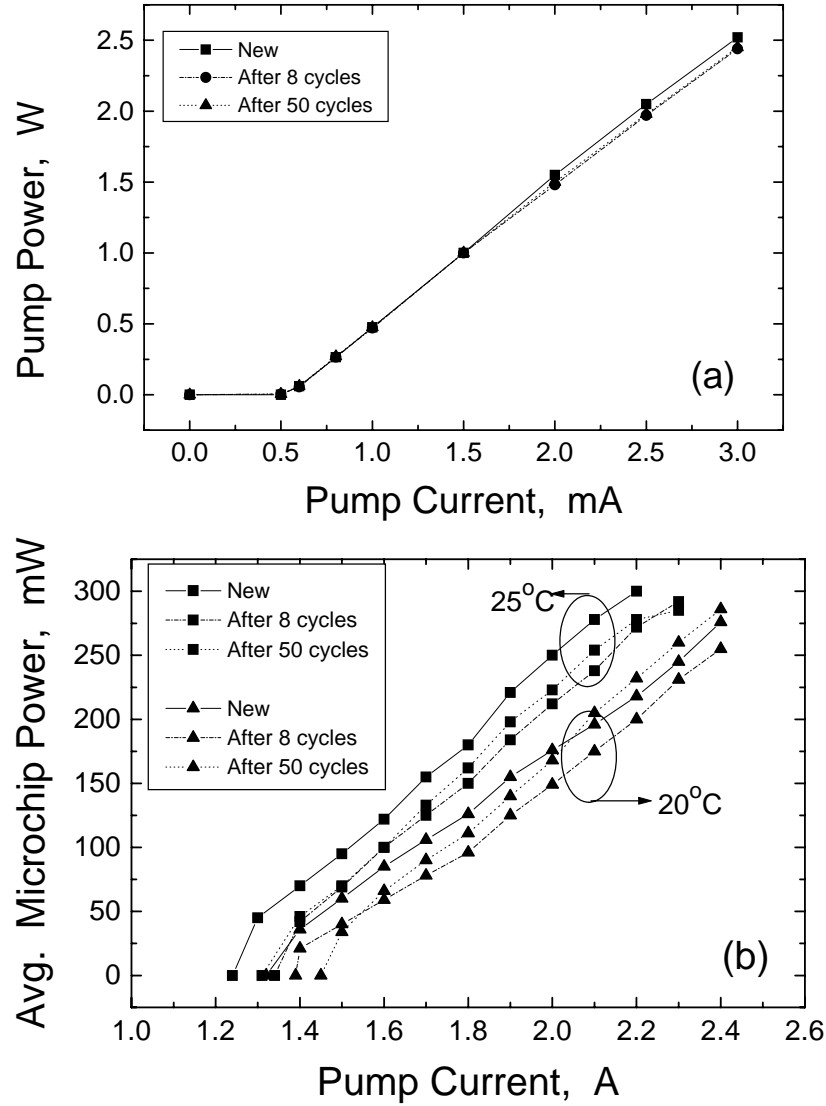 Pump Power, W
2.5
2.0
1.5
1.0
0.5
0.0
New
After 8 cycles
After 50 cycles
(a)
0.0 0.5 1.0 1.5 2.0 2.5 3.0
Pump Current, mA
Avg. Microchip Power, mW
300
250
200
150
100
50
0
New
After 8 cycles
After 50 cycles
New
After 8 cycles
After 50 cycles
25°C
20°C
(b)
1.0 1.2 1.4 1.6 1.8 2.0 2.2 2.4 2.6
Pump Current, A